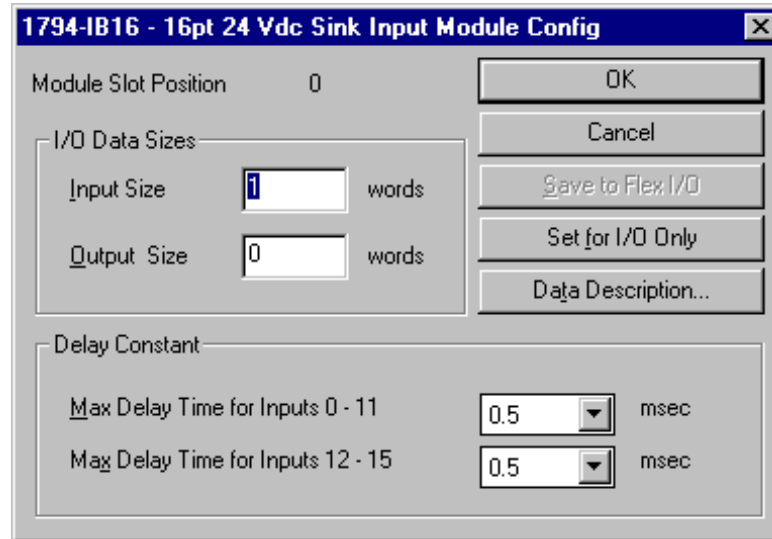 1794-IB16 - 16pt 24 Vdc Sink Input Module Config
Module Slot Position 0
OK
Cancel
Save to Flex I/O
Set for I/O Only
Data Description...
I/O Data Sizes
Input Size 1 words
Output Size 0 words
Delay Constant
Max Delay Time for Inputs 0 - 11 0.5 msec
Max Delay Time for Inputs 12 - 15 0.5 msec